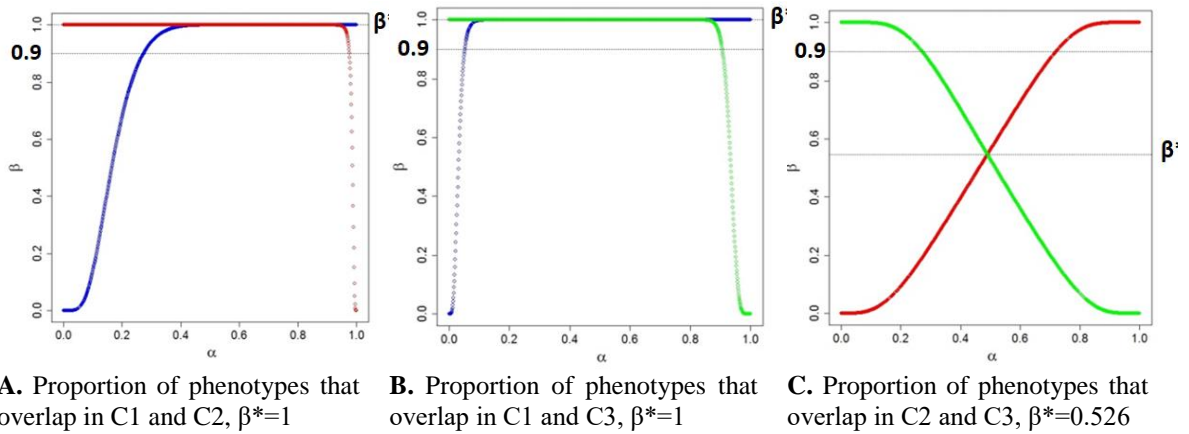 β*
β*
1.0
0.9
0.8
0.6
0.4
0.2
0.0
β
0.0 0.2 0.4 0.6 0.8 1.0
α
1.0
0.9
0.8
0.6
0.4
0.2
0.0
β
0.0 0.2 0.4 0.6 0.8 1.0
α
1.0
0.9
0.8
0.6
0.4
0.2
0.0
β
β*
0.0 0.2 0.4 0.6 0.8 1.0
α
A. Proportion of phenotypes that
overlap in C1 and C2, β*=1
B. Proportion of phenotypes that
overlap in C1 and C3, β*=1
C. Proportion of phenotypes that
overlap in C2 and C3, β*=0.526